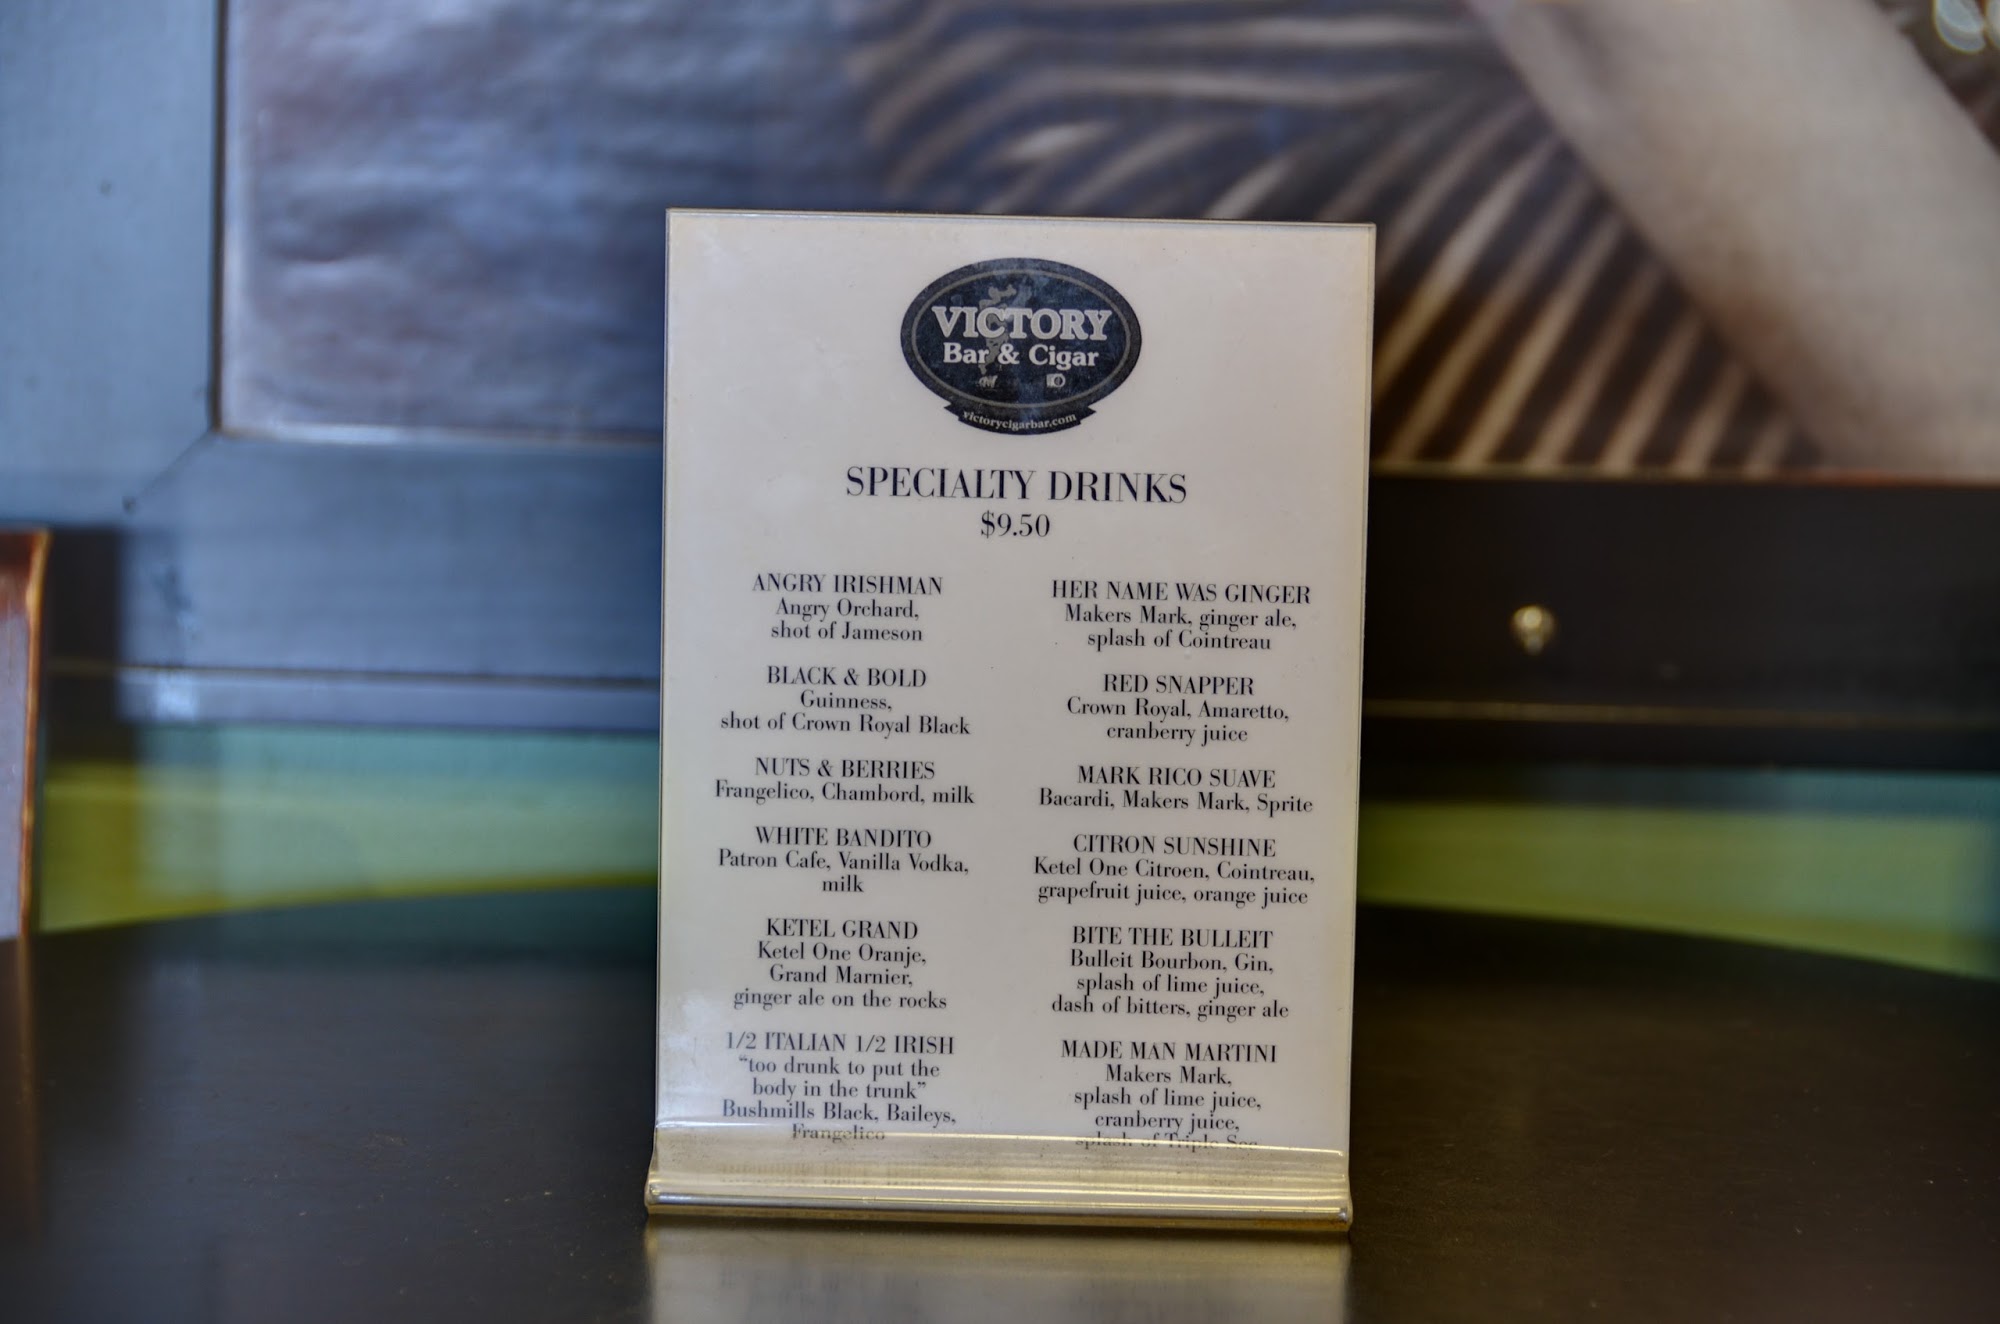 VICTORY
Bar & Cigar
victorycigarbar.com
SPECIALTY DRINKS
$9.50
ANGRY IRISHMAN
Angry Orchard,
shot of Jameson
BLACK & BOLD
Guinness,
shot of Crown Royal Black
NUTS & BERRIES
Frangelico, Chambord, milk
WHITE BANDITO
Patron Cafe, Vanilla Vodka,
milk
KETEL GRAND
Ketel One Oranje,
Grand Marnier,
ginger ale on the rocks
1/2 ITALIAN 1/2 IRISH
“too drunk to put the
body in the trunk”
Bushmills Black, Baileys,
Frangelico
HER NAME WAS GINGER
Makers Mark, ginger ale,
splash of Cointreau
RED SNAPPER
Crown Royal, Amaretto,
cranberry juice
MARK RICO SUAVE
Bacardi, Makers Mark, Sprite
CITRON SUNSHINE
Ketel One Citroen, Cointreau,
grapefruit juice, orange juice
BITE THE BULLEIT
Bulleit Bourbon, Gin,
splash of lime juice,
dash of bitters, ginger ale
MADE MAN MARTINI
Makers Mark,
splash of lime juice,
cranberry juice,
splash of Triple Sec